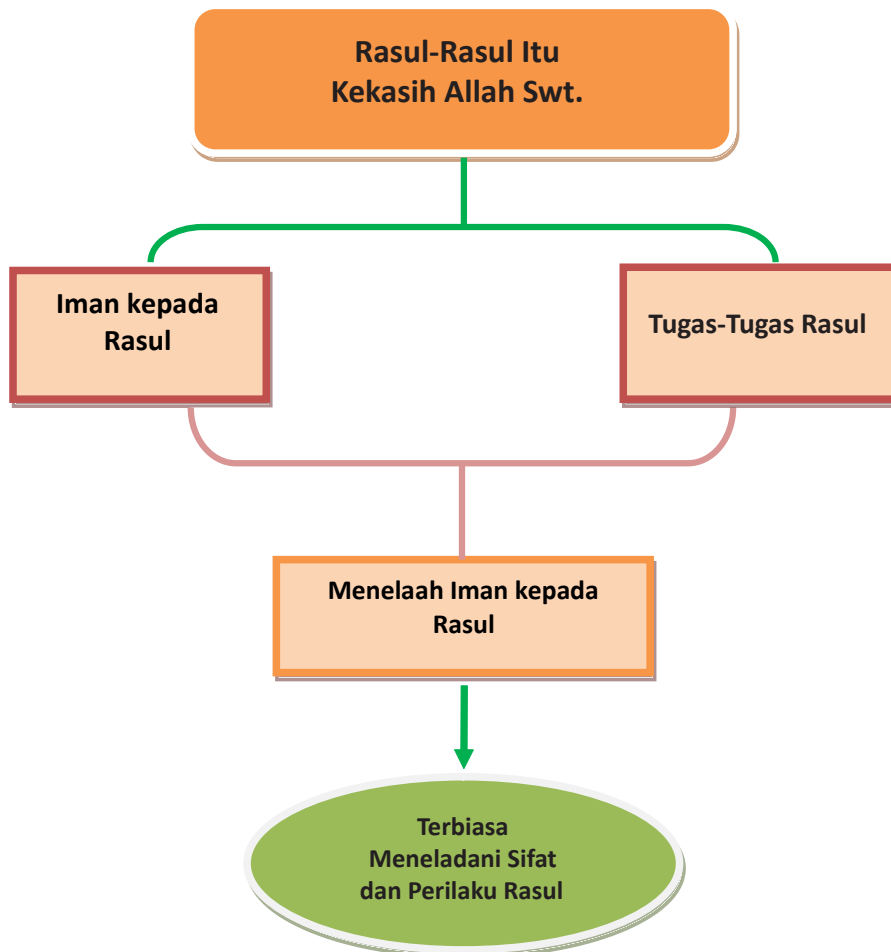 Rasul-Rasul Itu
Kekasih Allah Swt.
Iman kepada
Rasul
Tugas-Tugas Rasul
Menelaah Iman kepada
Rasul
Terbiasa
Meneladani Sifat
dan Perilaku Rasul